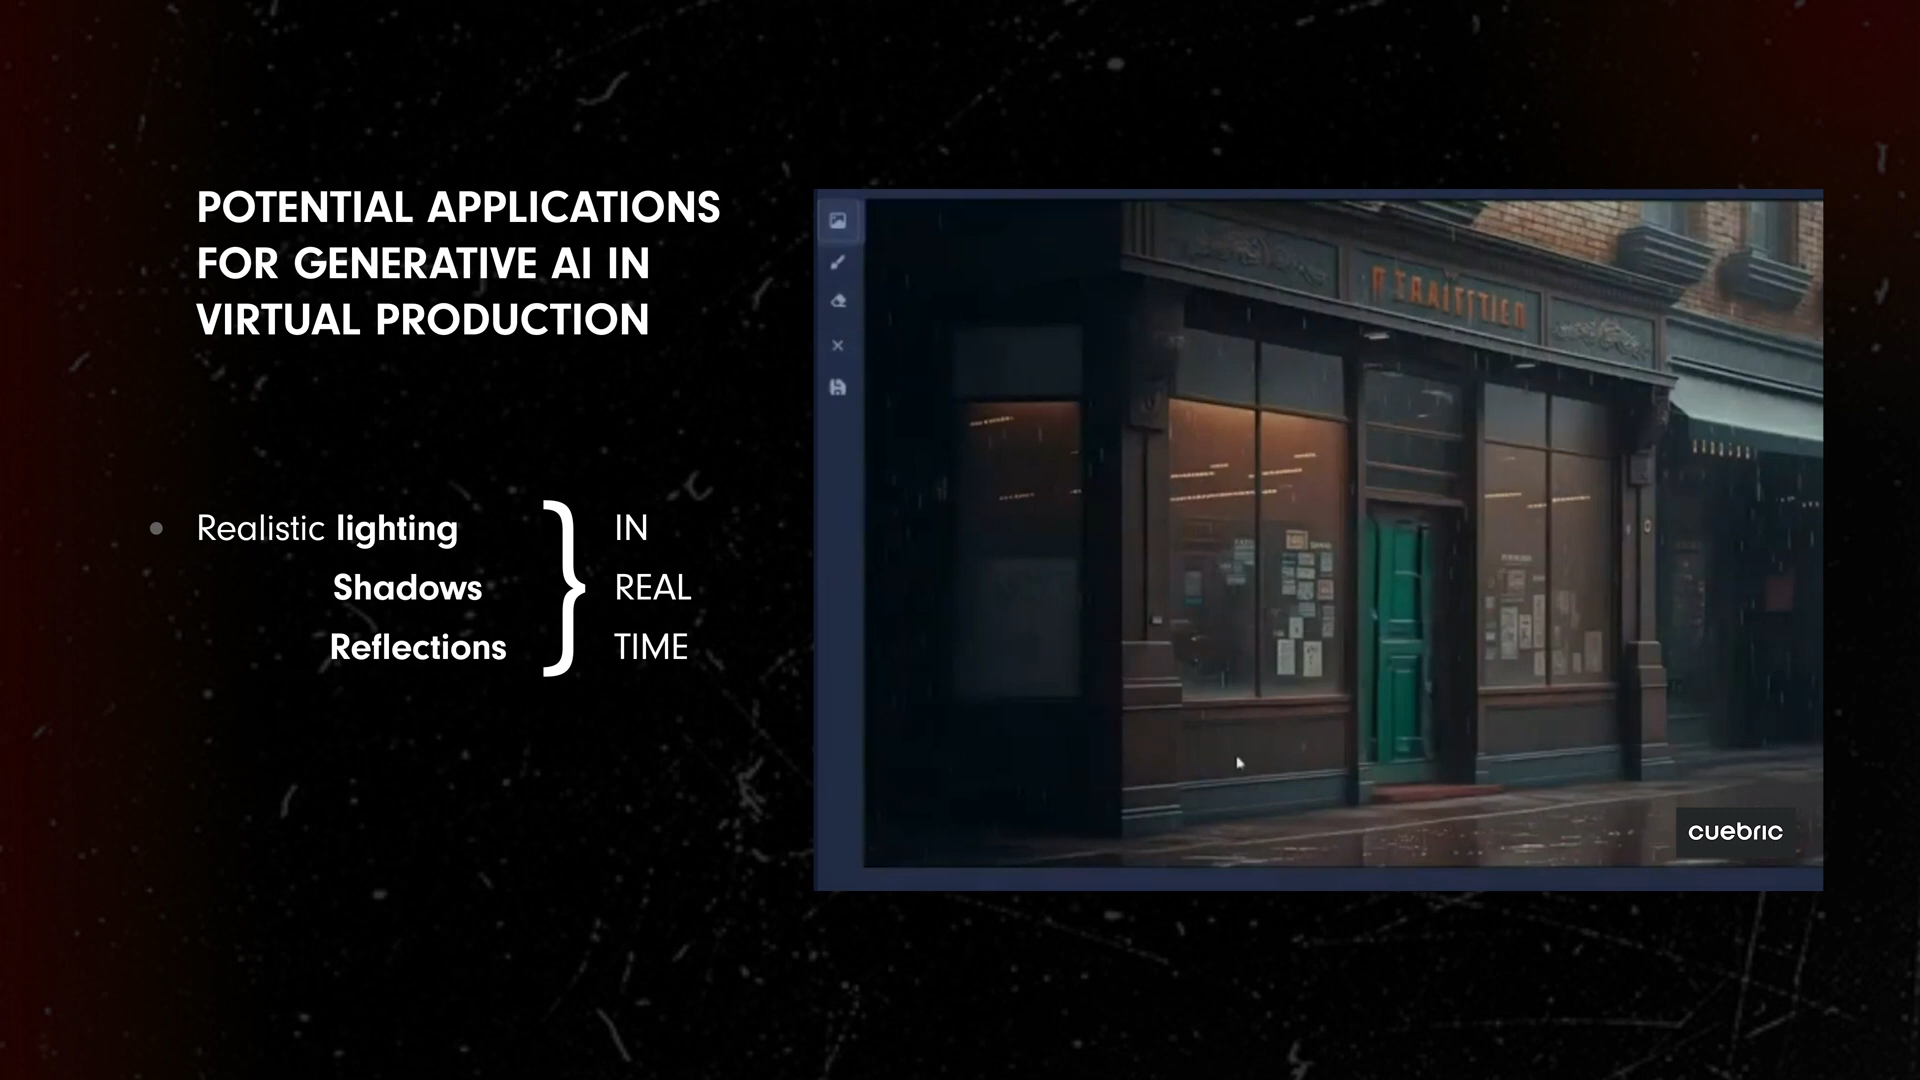 POTENTIAL APPLICATIONS
FOR GENERATIVE AI IN
VIRTUAL PRODUCTION
Realistic lighting
Shadows
Reflections
IN
REAL
TIME
cuebric